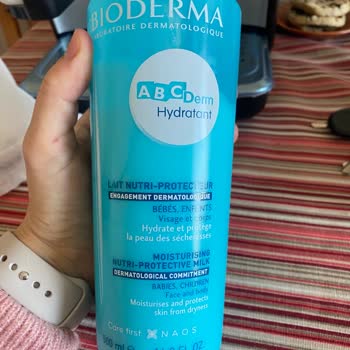 BIODERMA
LABORATOIRE DERMATOLOGIQUE
ABCDerm
Hydratant
LAIT NUTRI-PROTECTEUR
ENGAGEMENT DERMATOLOGIQUE
BÉBÉS, ENFANTS
Visage et corps
Hydrate et protège
la peau des sécheresses
MOISTURISING
NUTRI-PROTECTIVE MILK
DERMATOLOGICAL COMMITMENT
BABIES, CHILDREN
Face and body
Moisturises and protects
skin from dryness
Care first NAOS
500 ml